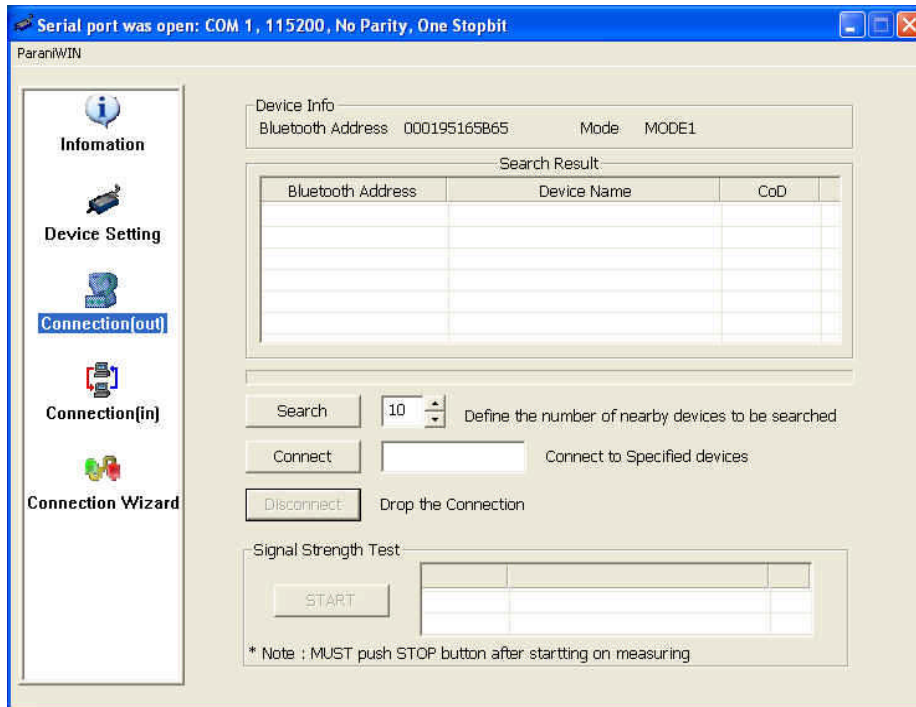 Serial port was open: COM 1, 115200, No Parity, One Stopbit
ParaniWIN
Infomation
Device Setting
Connection(out)
Connection(in)
Connection Wizard
Device Info
Bluetooth Address 000195165B65 Mode MODE1
Search Result
Bluetooth Address Device Name CoD
Search 10 Define the number of nearby devices to be searched
Connect Connect to Specified devices
Disconnect Drop the Connection
Signal Strength Test
START
* Note : MUST push STOP button after startting on measuring